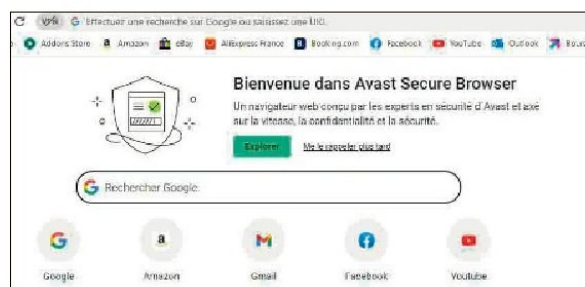 Effectuez une recherche sur Google ou saisissez une URL
Addons Store Amazon eBay AliExpress France Booking.com Facebook YouTube Outlook
Bienvenue dans Avast Secure Browser
Un navigateur web conçu par les experts en sécurité d'Avast et axé
sur la vitesse, la confidentialité et la sécurité.
Explorer Me le rappeler plus tard
Rechercher Google
Google Amazon Gmail Facebook Youtube